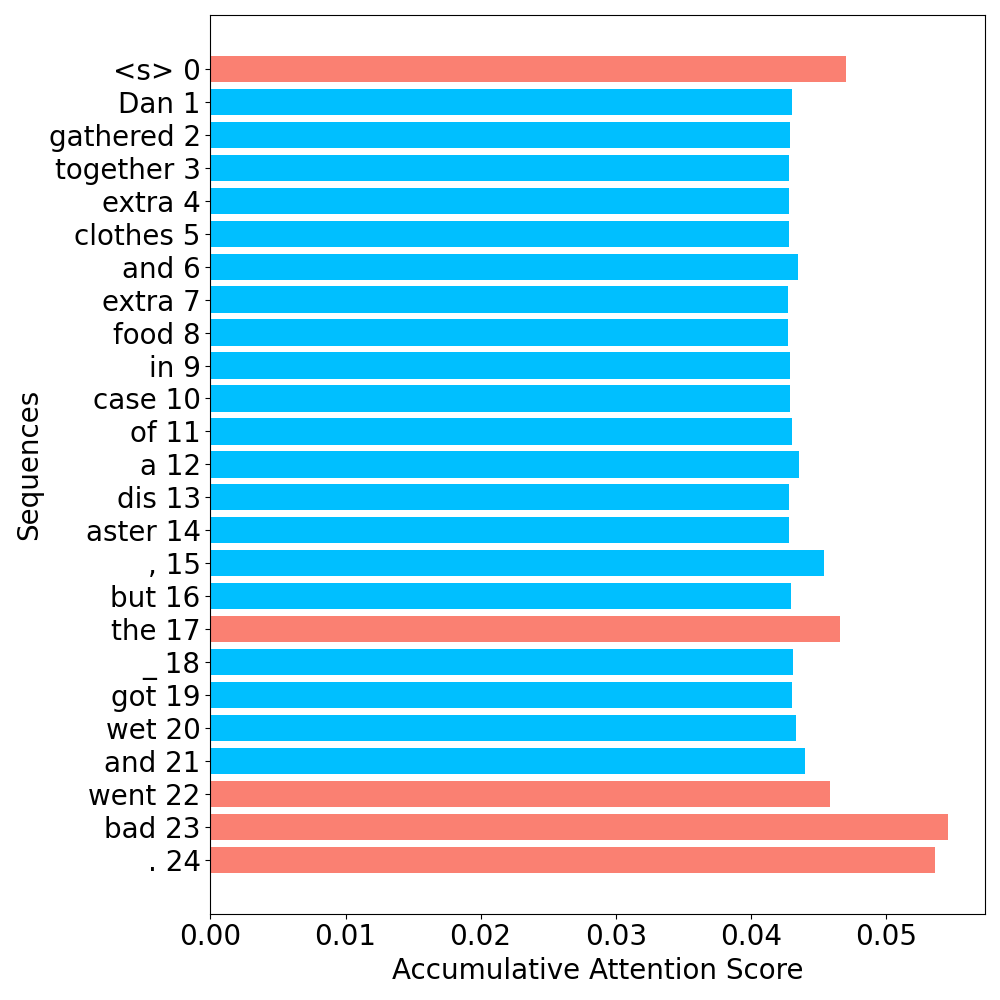 <s> 0
Dan 1
gathered 2
together 3
extra 4
clothes 5
and 6
extra 7
food 8
in 9
case 10
of 11
a 12
dis 13
aster 14
, 15
but 16
the 17
_ 18
got 19
wet 20
and 21
went 22
bad 23
. 24
Sequences
0.00 0.01 0.02 0.03 0.04 0.05
Accumulative Attention Score